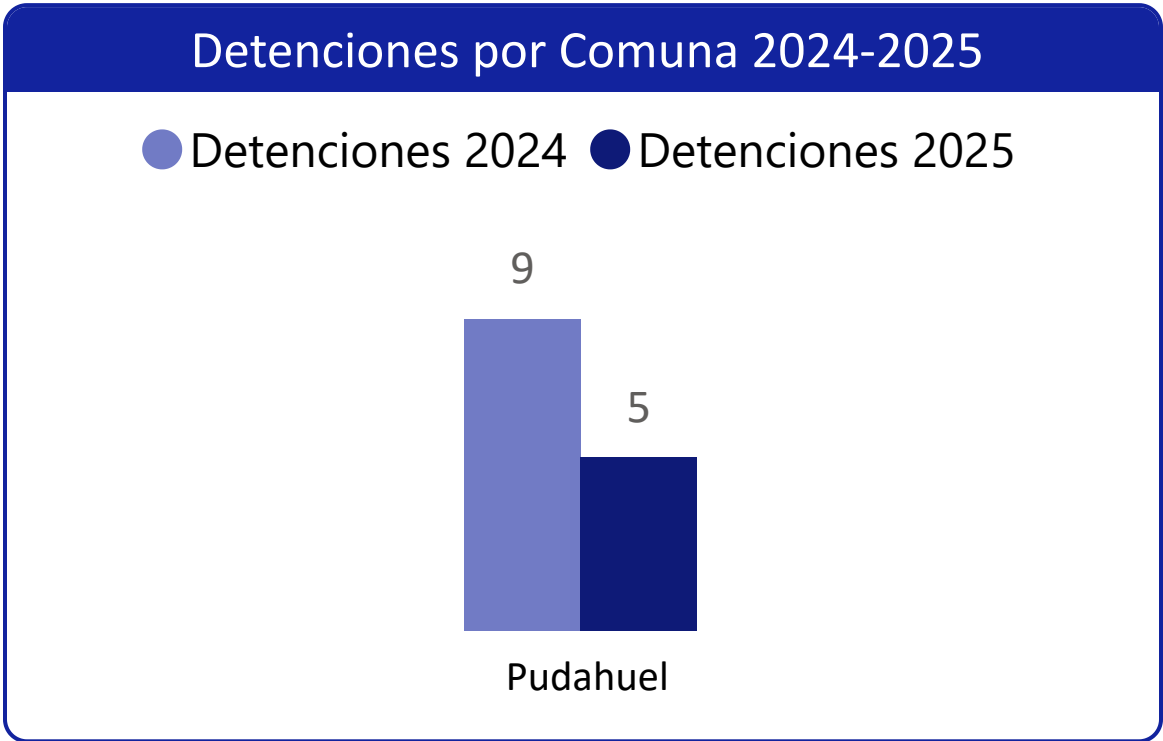 Detenciones por Comuna 2024-2025
Detenciones 2024 Detenciones 2025
9
5
Pudahuel